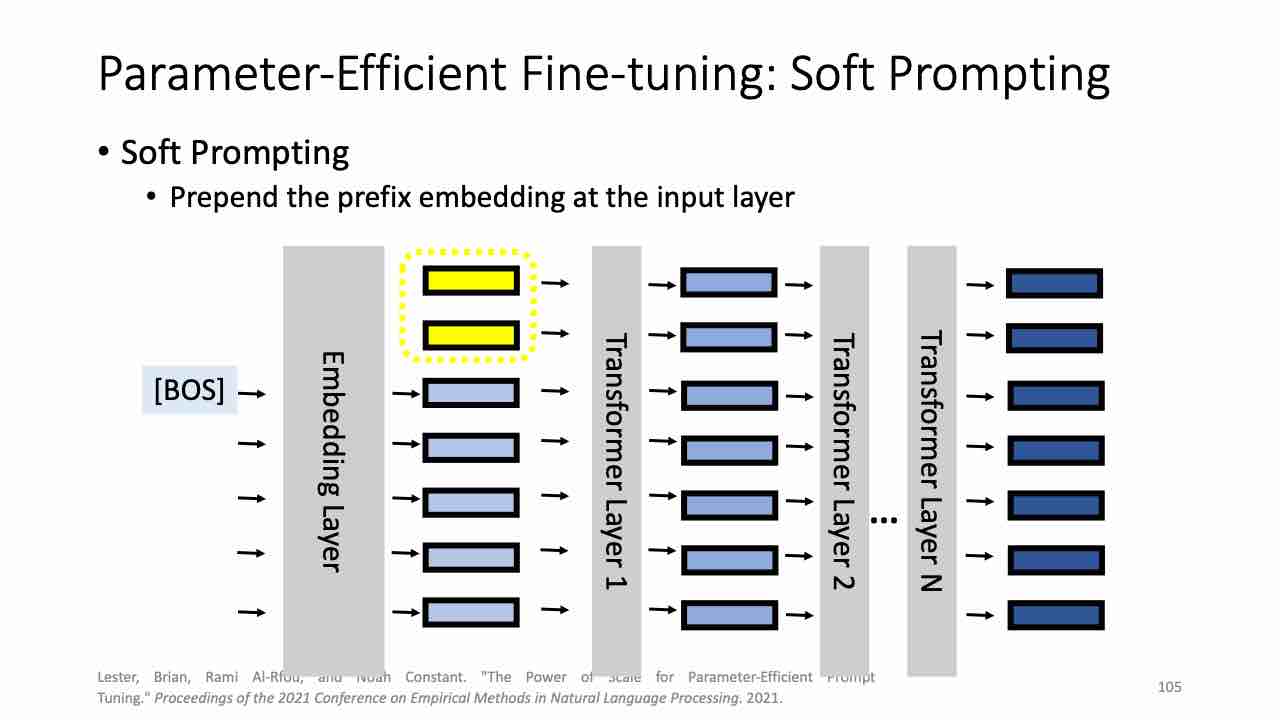 Parameter-Efficient Fine-tuning: Soft Prompting
• Soft Prompting
• Prepend the prefix embedding at the input layer
[BOS]
Embedding Layer
Transformer Layer 1
Transformer Layer 2
...
Transformer Layer N
Lester, Brian, Rami Al-Rfou, and Noah Constant. "The Power of Scale for Parameter-Efficient Prompt
Tuning." Proceedings of the 2021 Conference on Empirical Methods in Natural Language Processing. 2021.
105